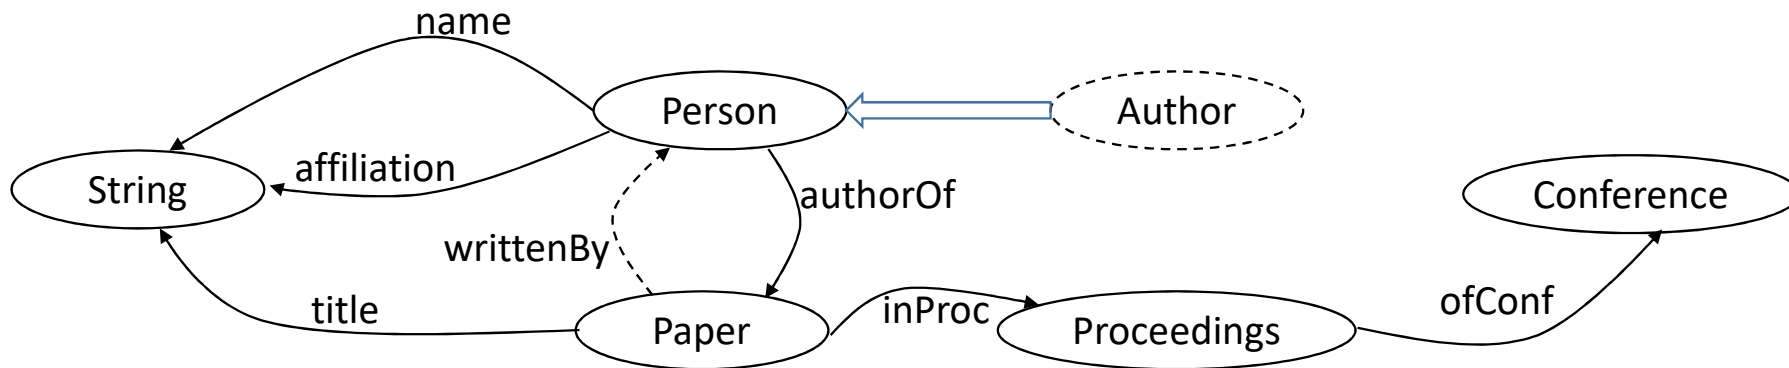 name
Person
Author
affiliation
String
authorOf
Conference
writtenBy
title
Paper
inProc
Proceedings
ofConf